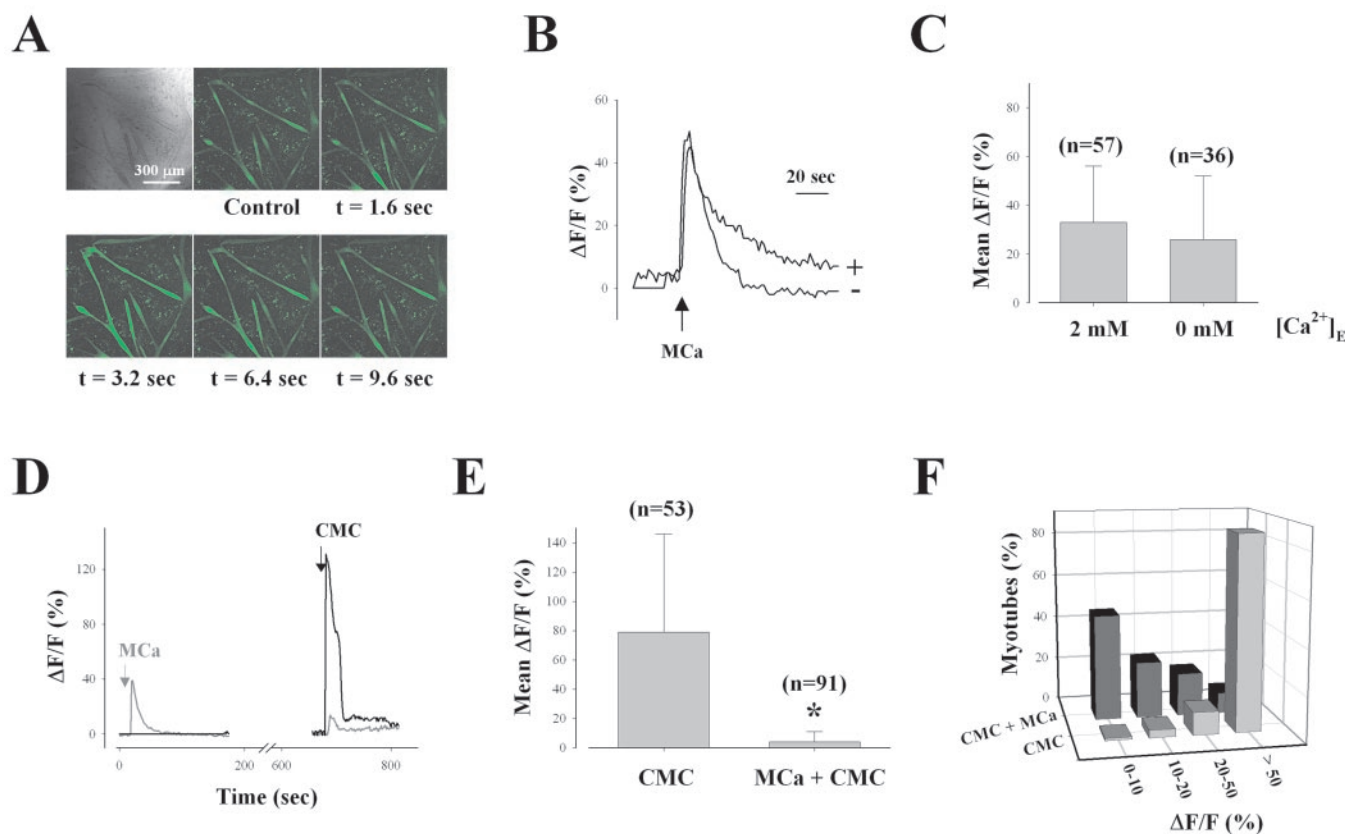 A
300 µm
Control
t = 1.6 sec
t = 3.2 sec
t = 6.4 sec
t = 9.6 sec
B
60
40
20
0
ΔF/F (%)
20 sec
+
-
MCa
C
80
60
40
20
0
Mean ΔF/F (%)
(n=57)
(n=36)
2 mM
0 mM
[Ca²⁺]E
D
120
80
40
0
ΔF/F (%)
MCa
CMC
0
200
600
800
Time (sec)
E
140
120
100
80
60
40
20
0
Mean ΔF/F (%)
(n=53)
(n=91)
*
CMC
MCa + CMC
F
80
60
40
20
0
Myotubes (%)
CMC + MCa
CMC
0-10
10-20
20-50
> 50
ΔF/F (%)